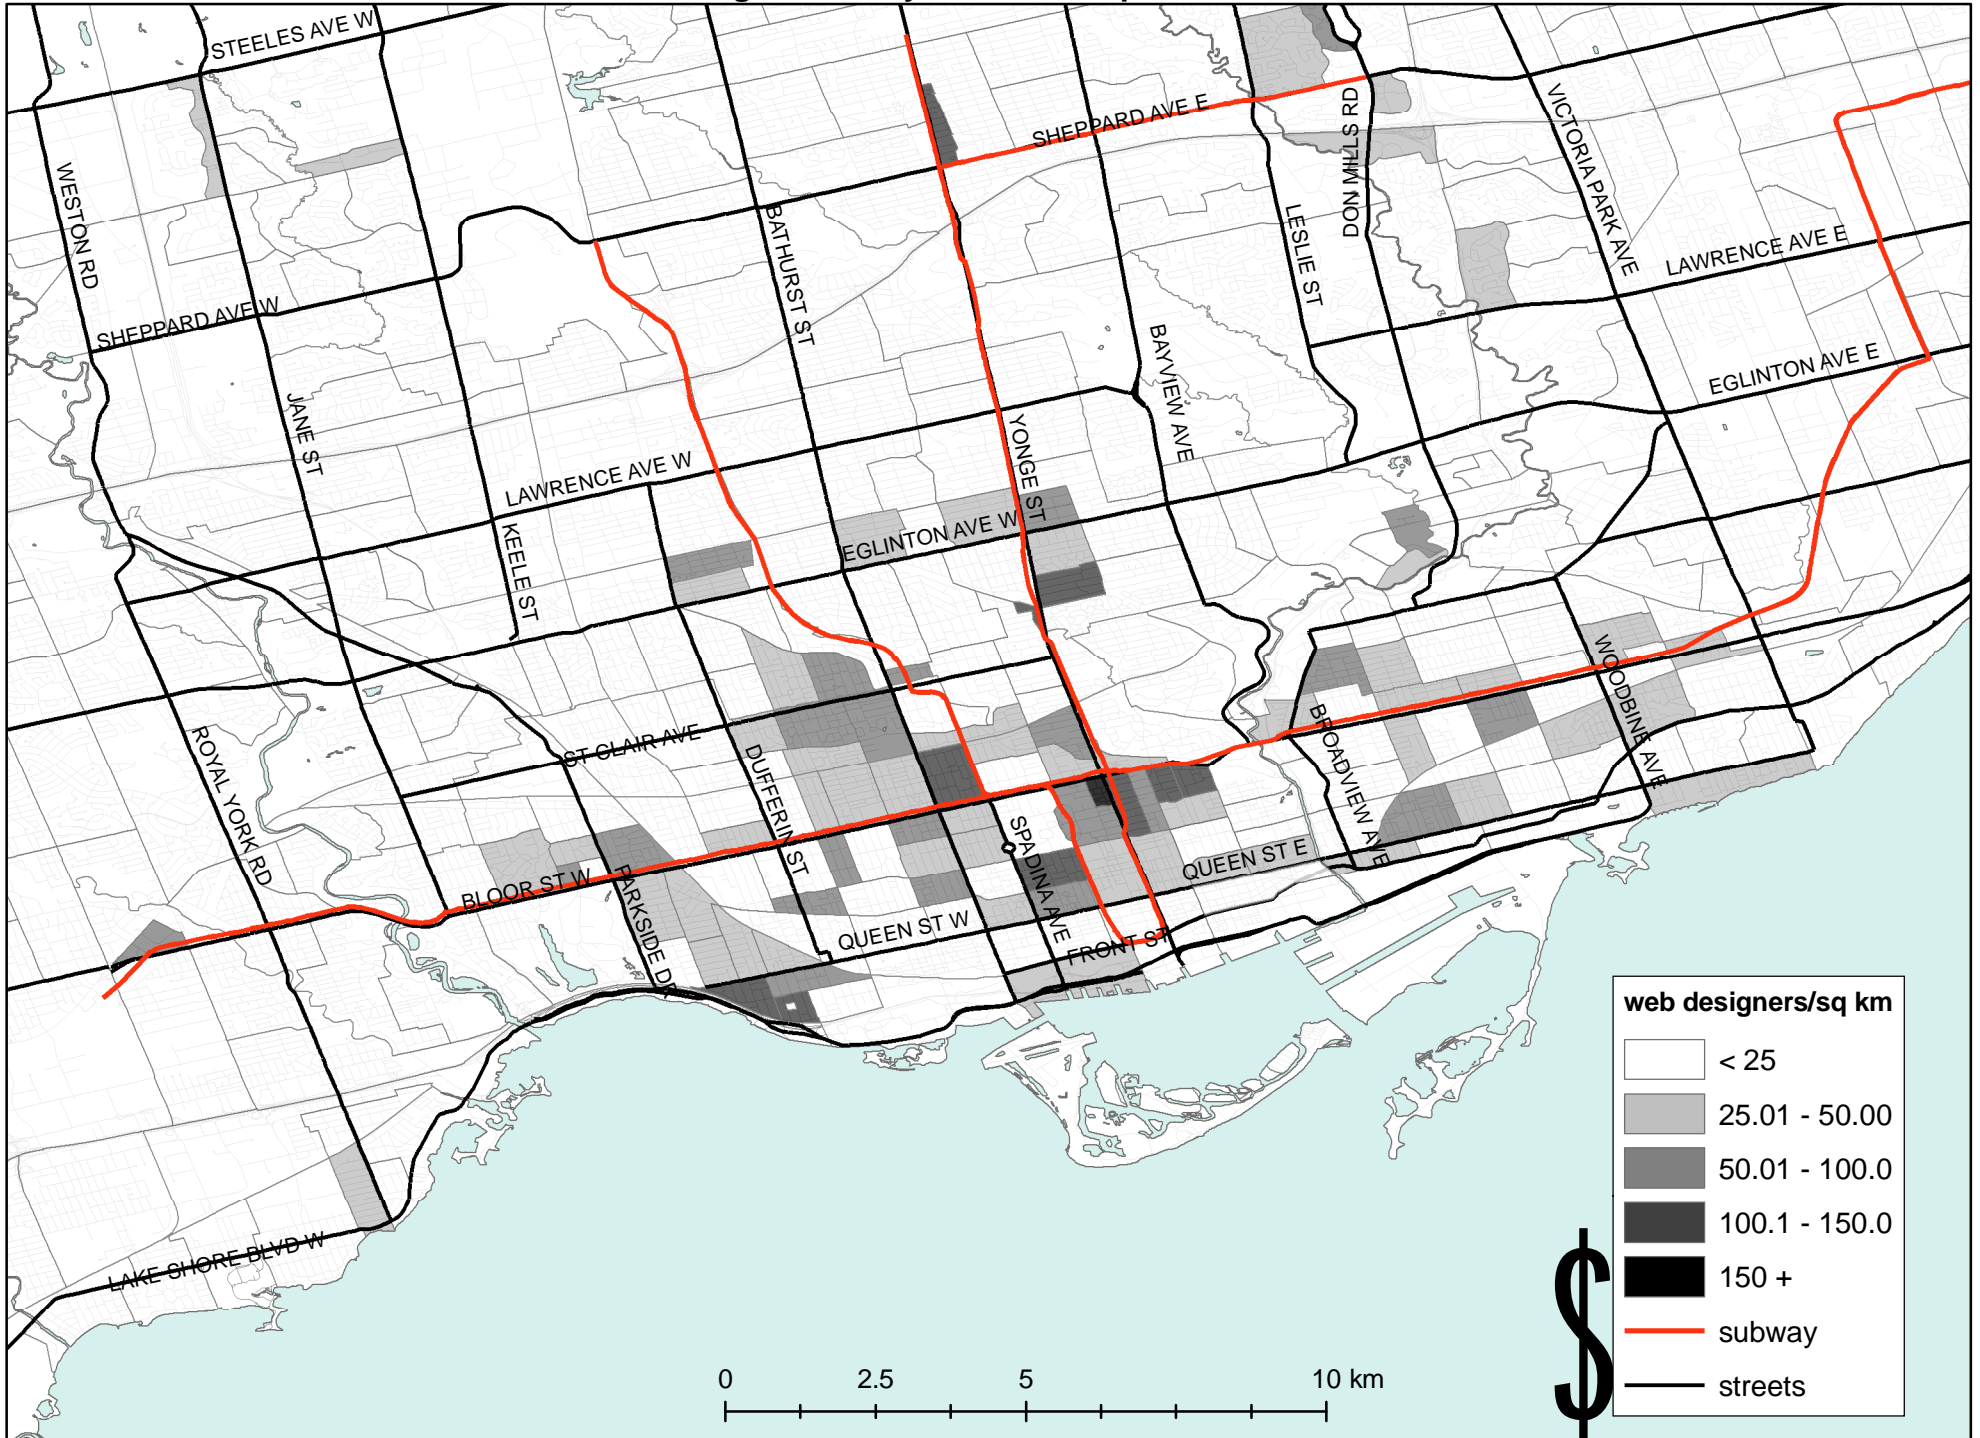 STEELES AVE W
SHEPPARD AVE E
DON MILLS RD
VICTORIA PARK AVE
WESTON RD
BATHURST ST
LESLIE ST
LAWRENCE AVE E
SHEPPARD AVE W
BAYVIEW AVE
EGLINTON AVE E
JANE ST
YONGE ST
LAWRENCE AVE W
KEELE ST
EGLINTON AVE W
WOODBINE AVE
ROYAL YORK RD
ST CLAIR AVE
DUFFERIN ST
BROADVIEW AVE
SPADINA AVE
QUEEN ST E
BLOOR ST W
PARKSIDE DR
QUEEN ST W
FRONT ST
LAKE SHORE BLVD W
web designers/sq km
< 25
25.01 - 50.00
50.01 - 100.0
100.1 - 150.0
150 +
subway
streets
$
0 2.5 5 10 km